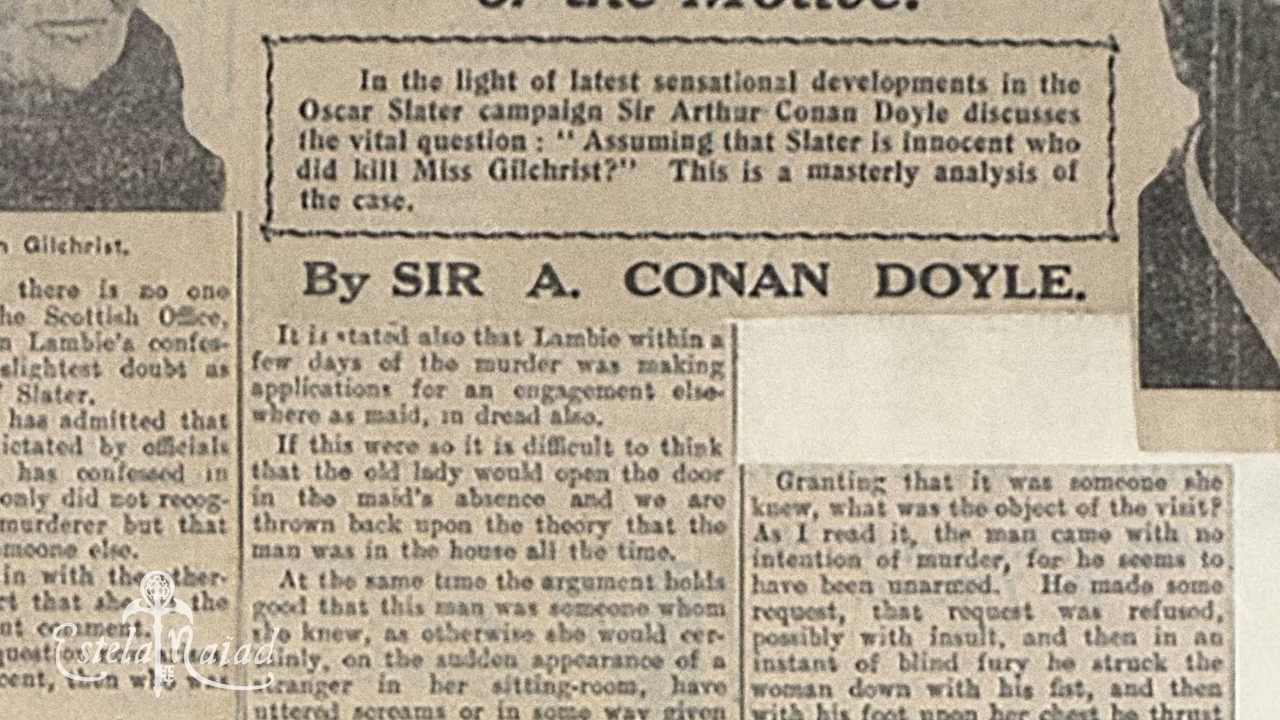 of the Motive.
In the light of latest sensational developments in the
Oscar Slater campaign Sir Arthur Conan Doyle discusses
the vital question : " Assuming that Slater is innocent who
did kill Miss Gilchrist?" This is a masterly analysis of
the case.
By SIR A. CONAN DOYLE.
Gilchrist.
there is no one
Scottish Office,
Lambie's confes-
slightest doubt as
Slater.
has admitted that
by officials
has confessed in
only did not recog-
murderer but that
else.
in with the
that the
comment.
It is stated also that Lambie within a
few days of the murder was making
applications for an engagement else-
where as maid, in dread also.
If this were so it is difficult to think
that the old lady would open the door
in the maid's absence and we are
thrown back upon the theory that the
man was in the house all the time.
At the same time the argument holds
good that this man was someone whom
she knew, as otherwise she would cer-
on the sudden appearance of a
in her sitting-room, have
uttered screams or in some way given
Granting that it was someone she
knew, what was the object of the visit?
As I read it, the man came with no
intention of murder, for he seems to
have been unarmed. He made some
request, that request was refused,
possibly with insult, and then in an
instant of blind fury he struck the
woman down with his fist, and then
with his foot upon her chest he thrust
Estela Naiad